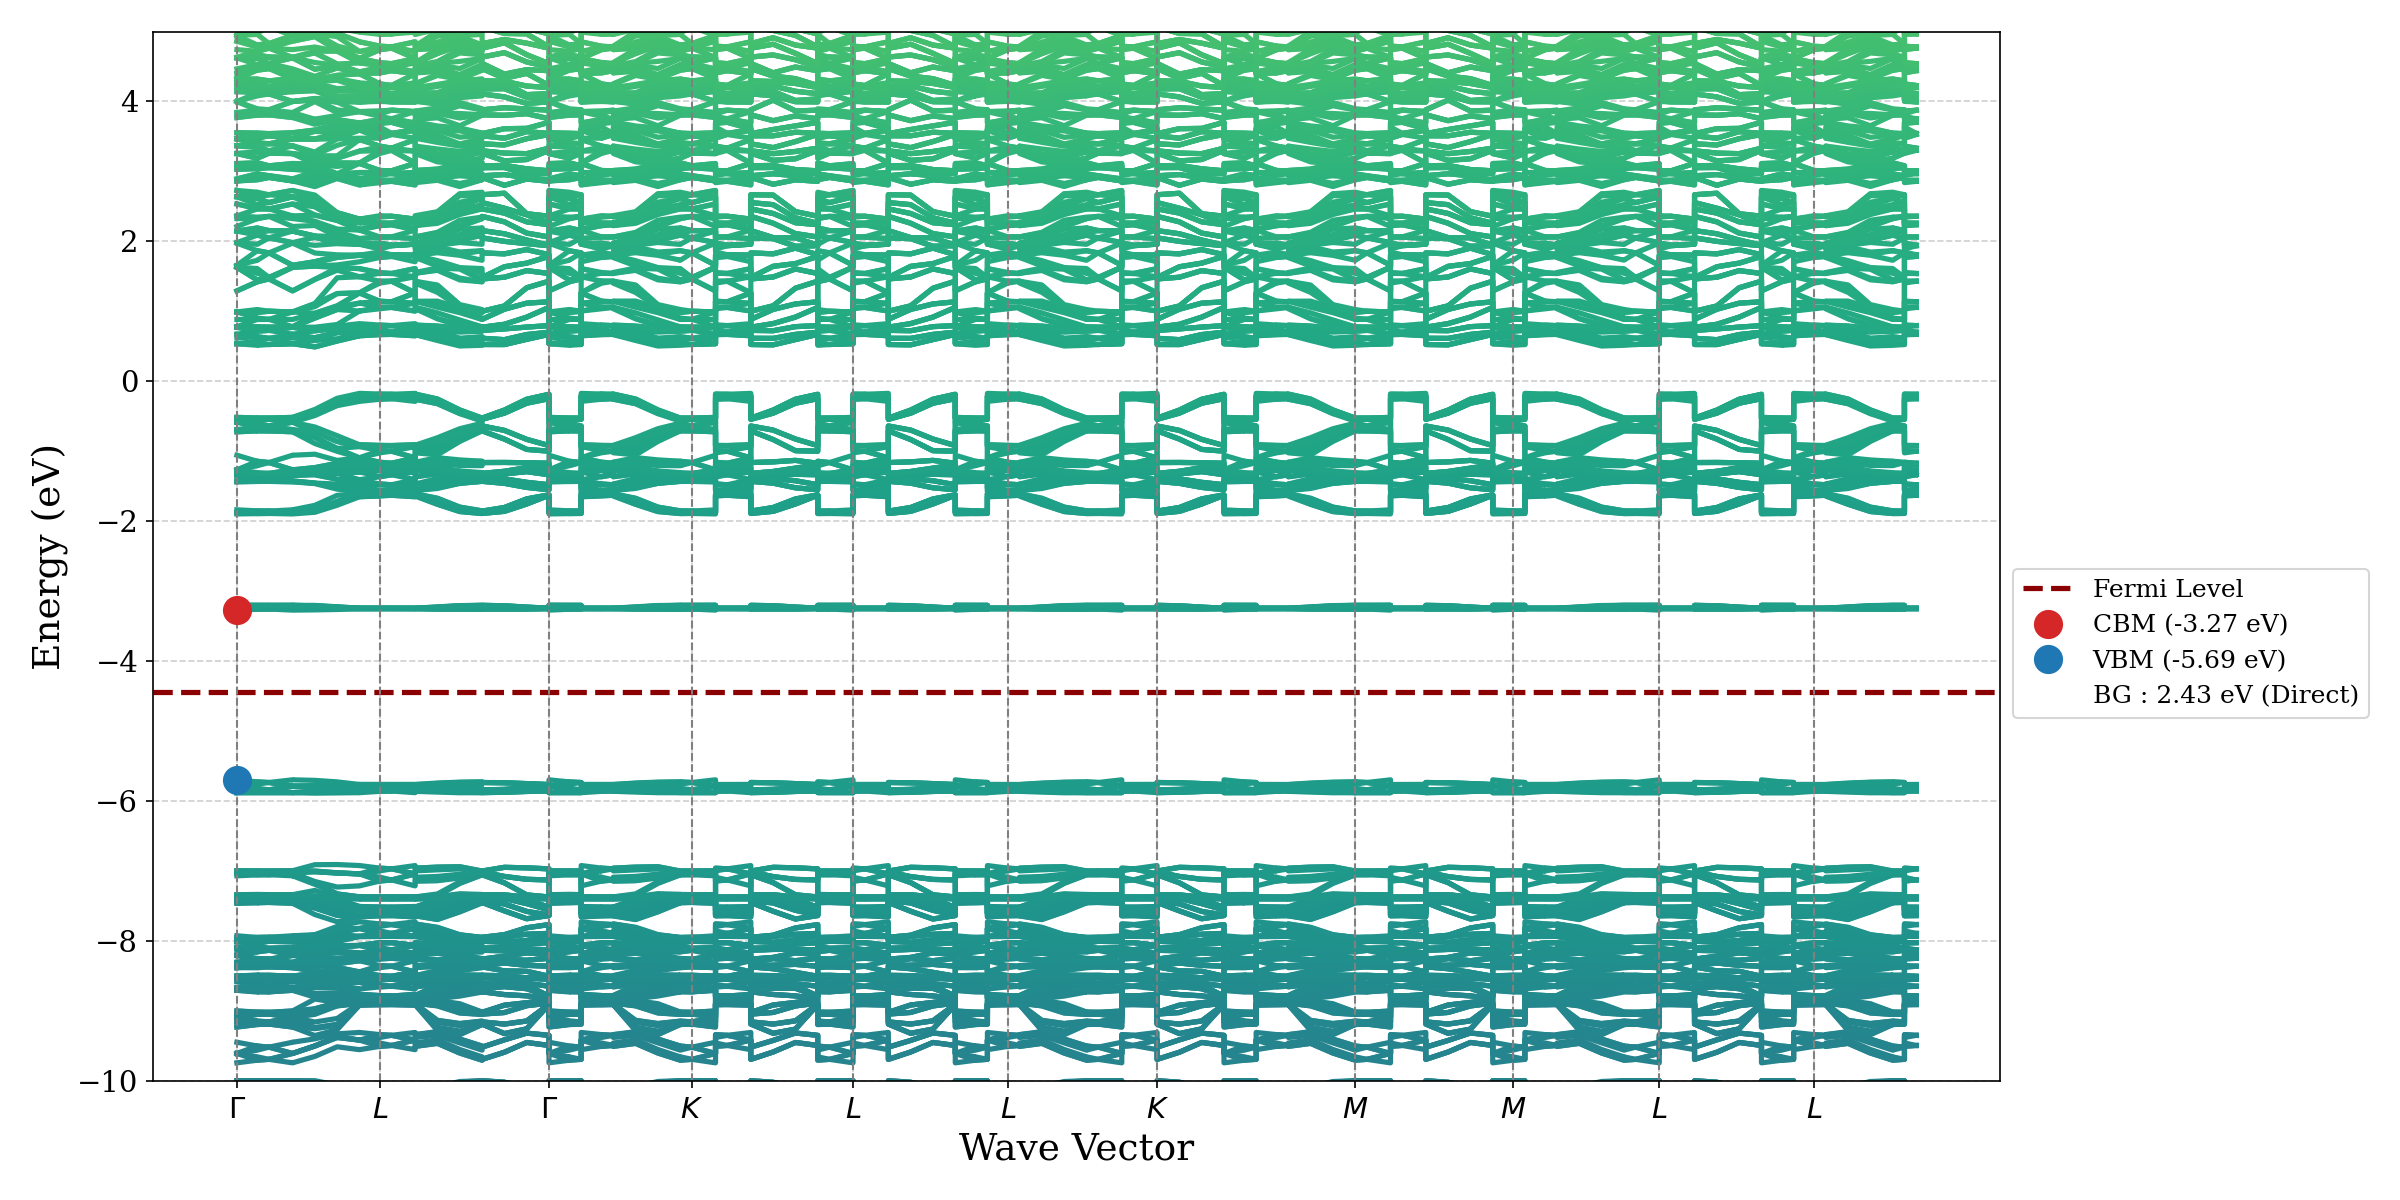 Energy (eV)
4
2
0
−2
−4
−6
−8
−10
Γ L Γ K L L K M M L L
Wave Vector
Fermi Level
CBM (-3.27 eV)
VBM (-5.69 eV)
BG : 2.43 eV (Direct)